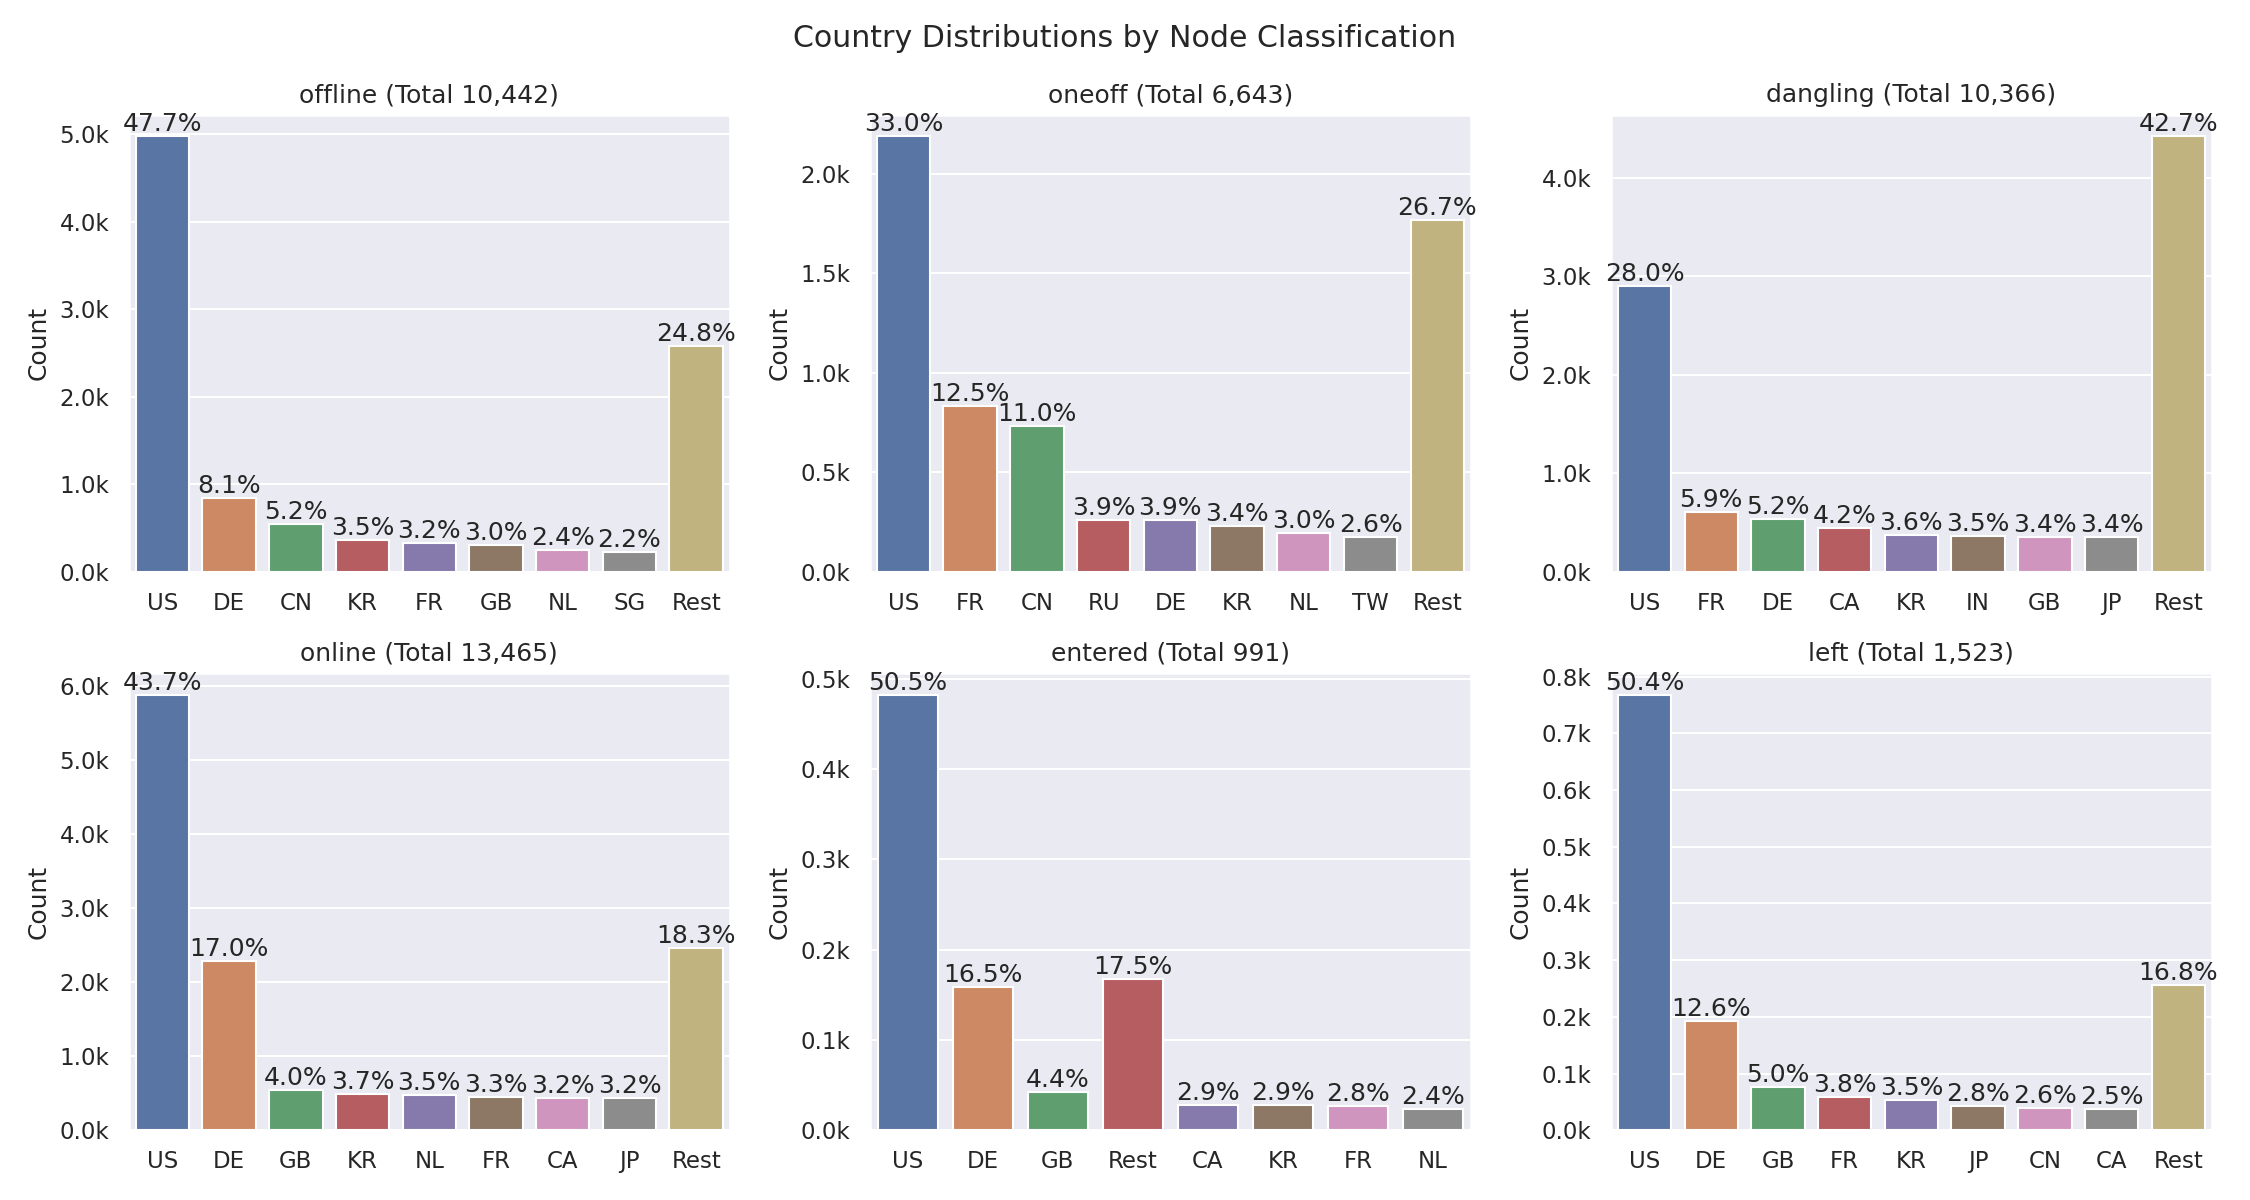 Country Distributions by Node Classification
offline (Total 10,442)
47.7%
8.1%
5.2%
3.5%
3.2%
3.0%
2.4%
2.2%
24.8%
5.0k
4.0k
3.0k
2.0k
1.0k
0.0k
Count
US DE CN KR FR GB NL SG Rest
oneoff (Total 6,643)
33.0%
12.5%
11.0%
3.9%
3.9%
3.4%
3.0%
2.6%
26.7%
2.0k
1.5k
1.0k
0.5k
0.0k
Count
US FR CN RU DE KR NL TW Rest
dangling (Total 10,366)
28.0%
5.9%
5.2%
4.2%
3.6%
3.5%
3.4%
3.4%
42.7%
4.0k
3.0k
2.0k
1.0k
0.0k
Count
US FR DE CA KR IN GB JP Rest
online (Total 13,465)
43.7%
17.0%
4.0%
3.7%
3.5%
3.3%
3.2%
3.2%
18.3%
6.0k
5.0k
4.0k
3.0k
2.0k
1.0k
0.0k
Count
US DE GB KR NL FR CA JP Rest
entered (Total 991)
50.5%
16.5%
4.4%
17.5%
2.9%
2.9%
2.8%
2.4%
0.5k
0.4k
0.3k
0.2k
0.1k
0.0k
Count
US DE GB Rest CA KR FR NL
left (Total 1,523)
50.4%
12.6%
5.0%
3.8%
3.5%
2.8%
2.6%
2.5%
16.8%
0.8k
0.7k
0.6k
0.5k
0.4k
0.3k
0.2k
0.1k
0.0k
Count
US DE GB FR KR JP CN CA Rest